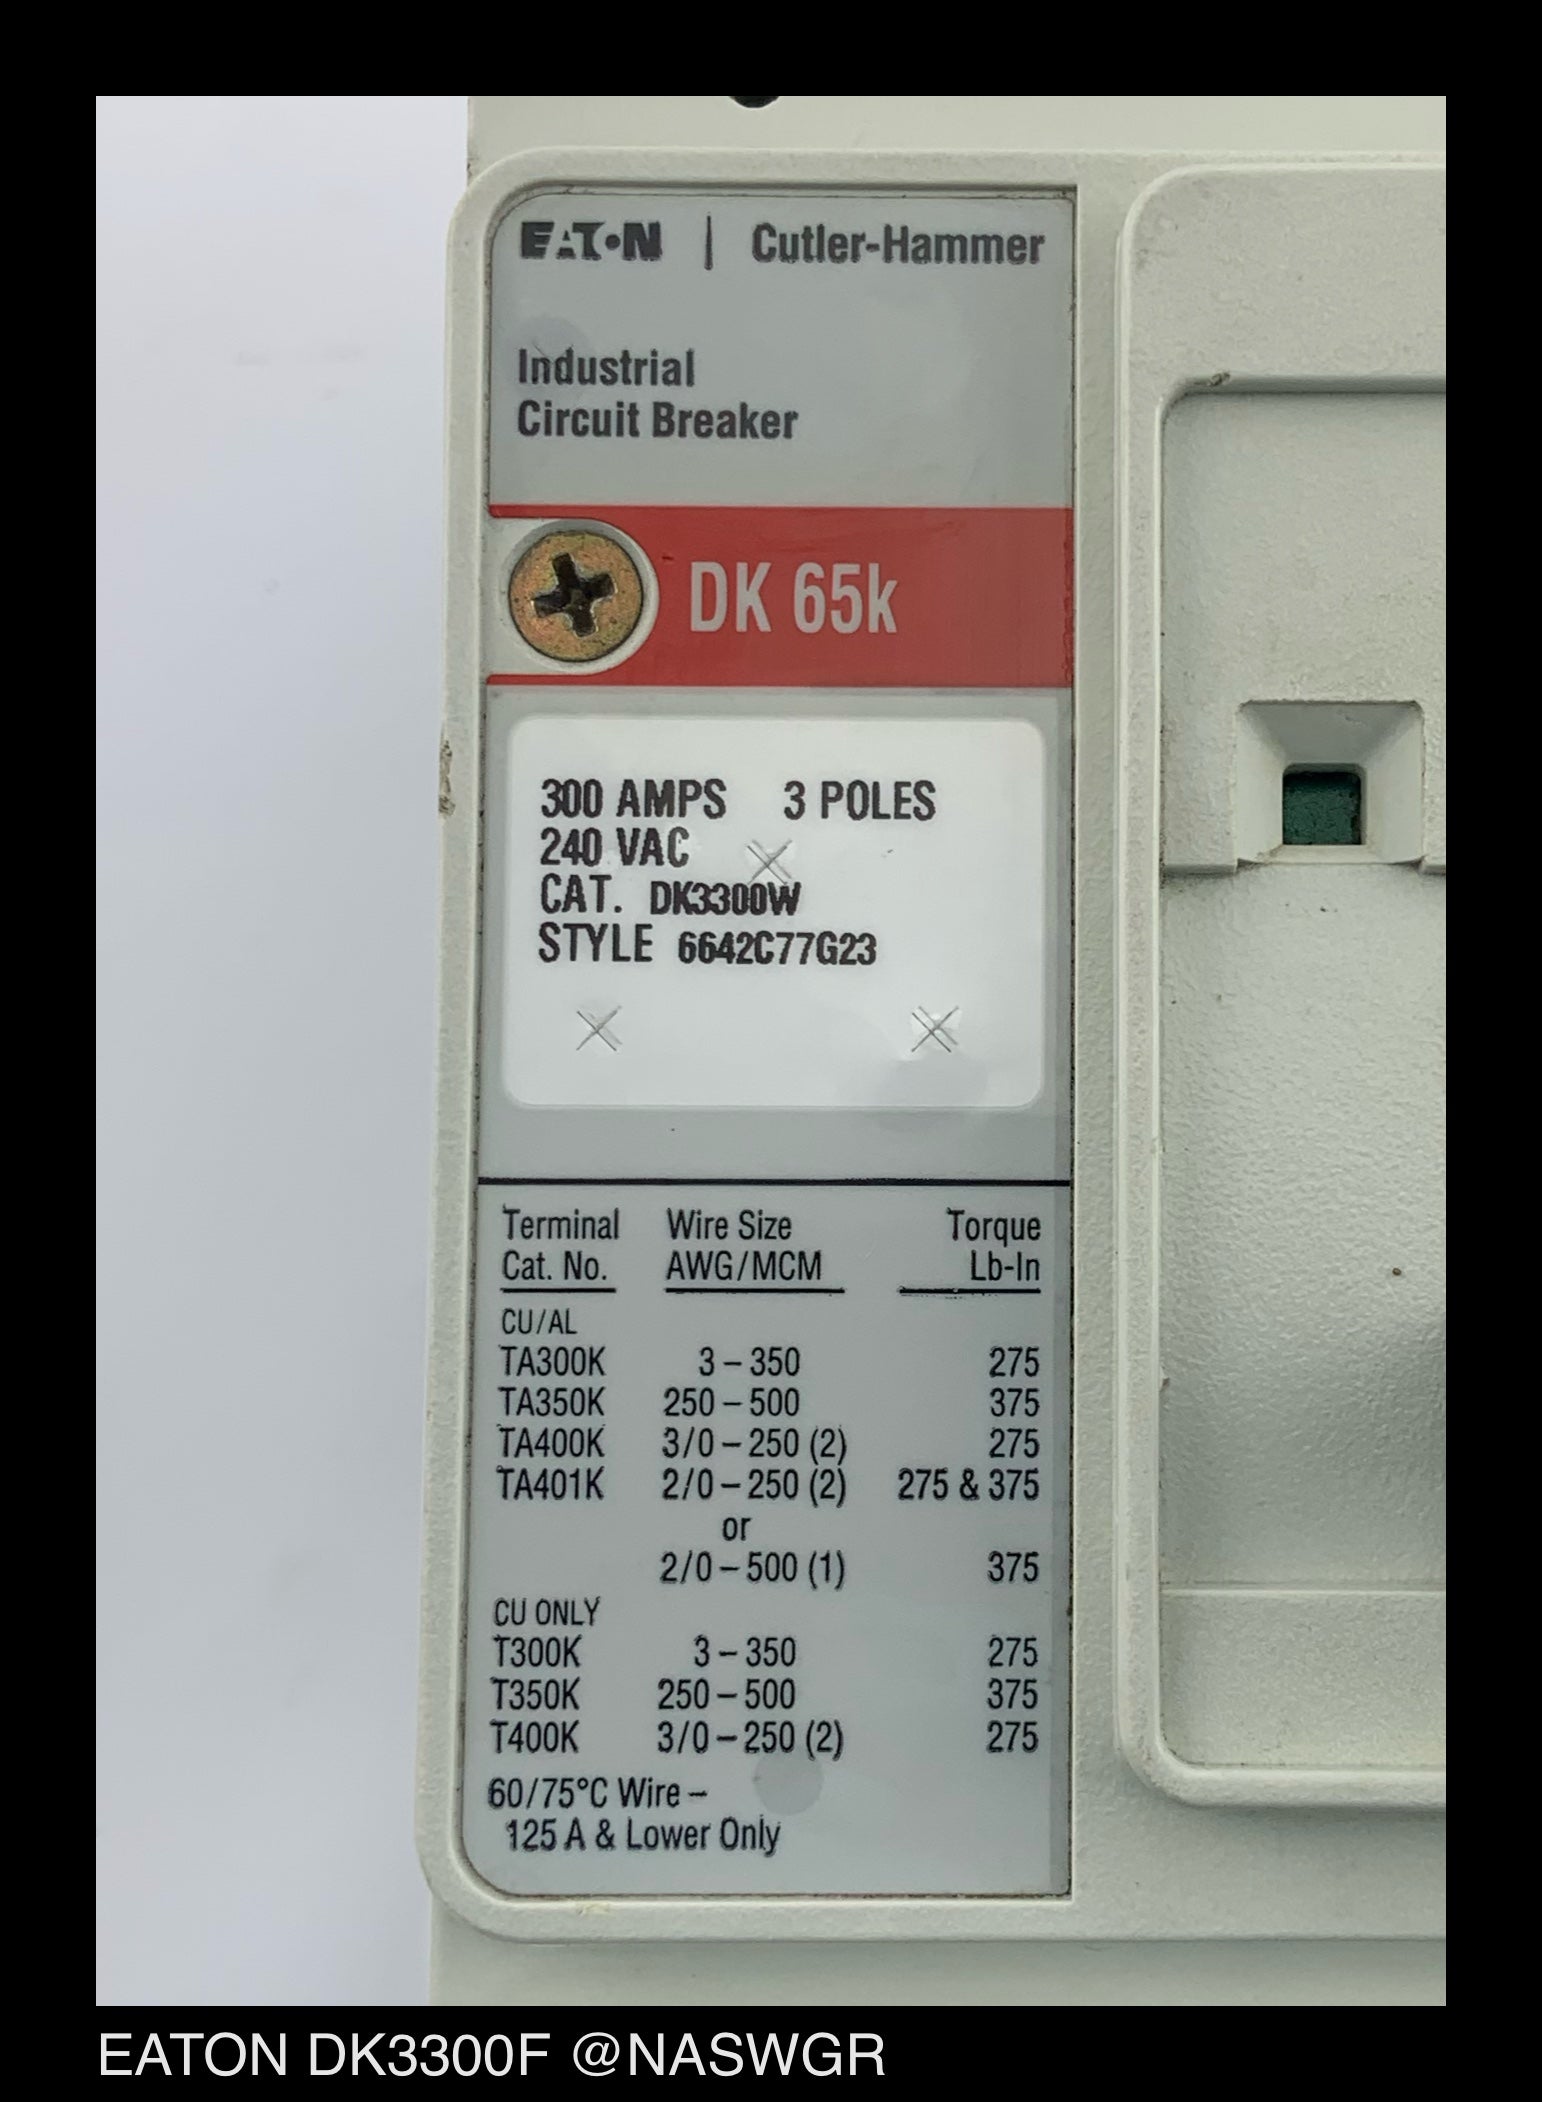 EATON | Cutler-Hammer
Industrial
Circuit Breaker
DK 65k
300 AMPS 3 POLES
240 VAC
CAT. DK3300W
STYLE 6642C77G23
Terminal Wire Size Torque
Cat. No. AWG/MCM Lb-In
CU/AL
TA300K 3–350 275
TA350K 250–500 375
TA400K 3/0–250 (2) 275
TA401K 2/0–250 (2) 275 & 375
or
2/0–500 (1) 375
CU ONLY
T300K 3–350 275
T350K 250–500 375
T400K 3/0–250 (2) 275
60/75°C Wire –
125 A & Lower Only
EATON DK3300F @NASWGR